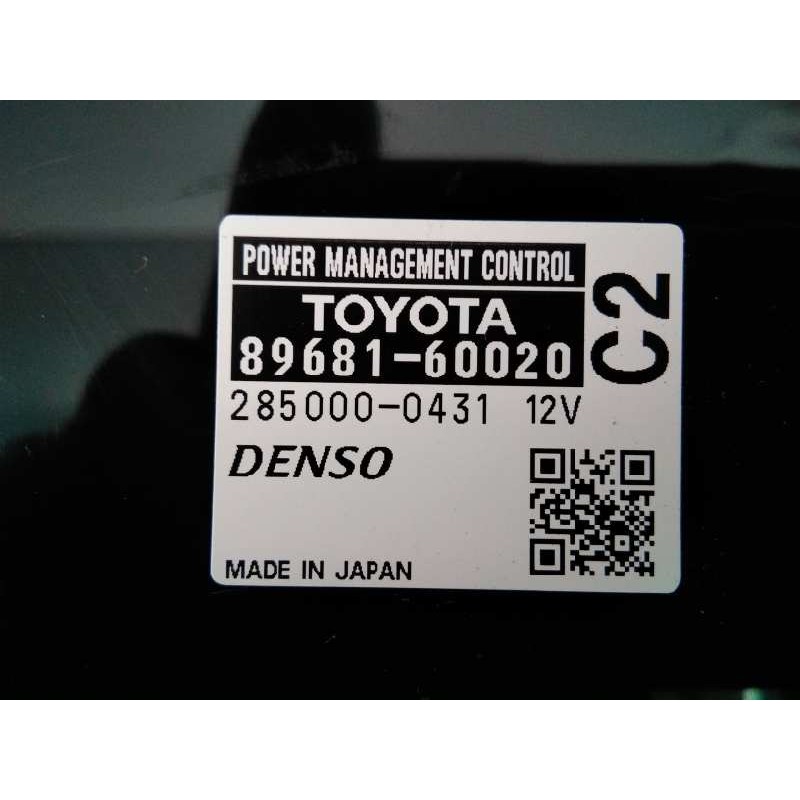 POWER MANAGEMENT CONTROL
TOYOTA
89681-60020
C2
285000-0431 12V
DENSO
MADE IN JAPAN